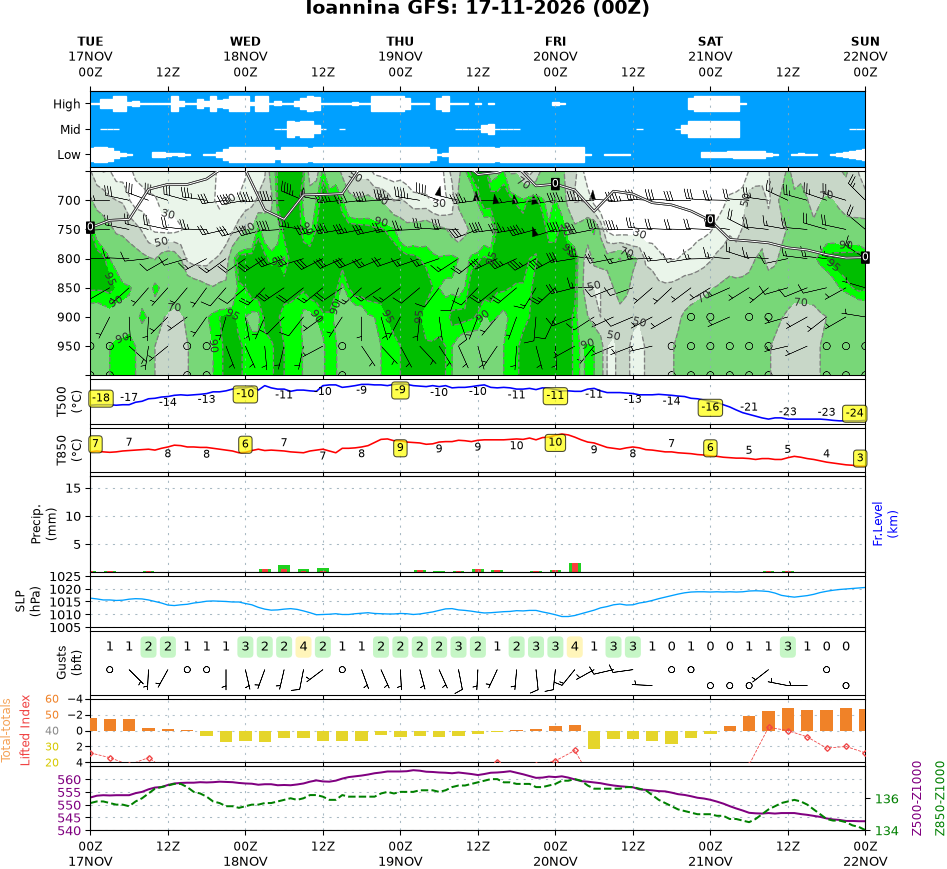 Ioannina GFS: 17-11-2026 (00Z)
TUE WED THU FRI SAT SUN
17NOV 18NOV 19NOV 20NOV 21NOV 22NOV
00Z 12Z 00Z 12Z 00Z 12Z 00Z 12Z 00Z 12Z 00Z
High
Mid
Low
700
750
800
850
900
950
T500 (°C)
-18 -17 -14 -13 -10 -11 10 -9 -9 -10 -10 -11 -11 -11 -13 -14 -16 -21 -23 -23 -24
T850 (°C)
7 7 8 8 6 7 7 8 9 9 9 10 10 9 8 7 6 5 5 4 3
Precip. (mm)
15
10
5
Fr.Level (km)
SLP (hPa)
1025
1020
1015
1010
1005
Gusts (bft)
1 1 2 2 1 1 1 3 2 2 4 2 1 1 2 2 2 2 3 2 1 2 3 3 4 1 3 3 1 0 1 0 0 1 1 3 1 0 0
Total-totals
Lifted Index
60 −4
50 −2
40 0
30 2
20 4
560
555
550
545
540
136
134
Z500-Z1000
Z850-Z1000
00Z 12Z 00Z 12Z 00Z 12Z 00Z 12Z 00Z 12Z 00Z
17NOV 18NOV 19NOV 20NOV 21NOV 22NOV